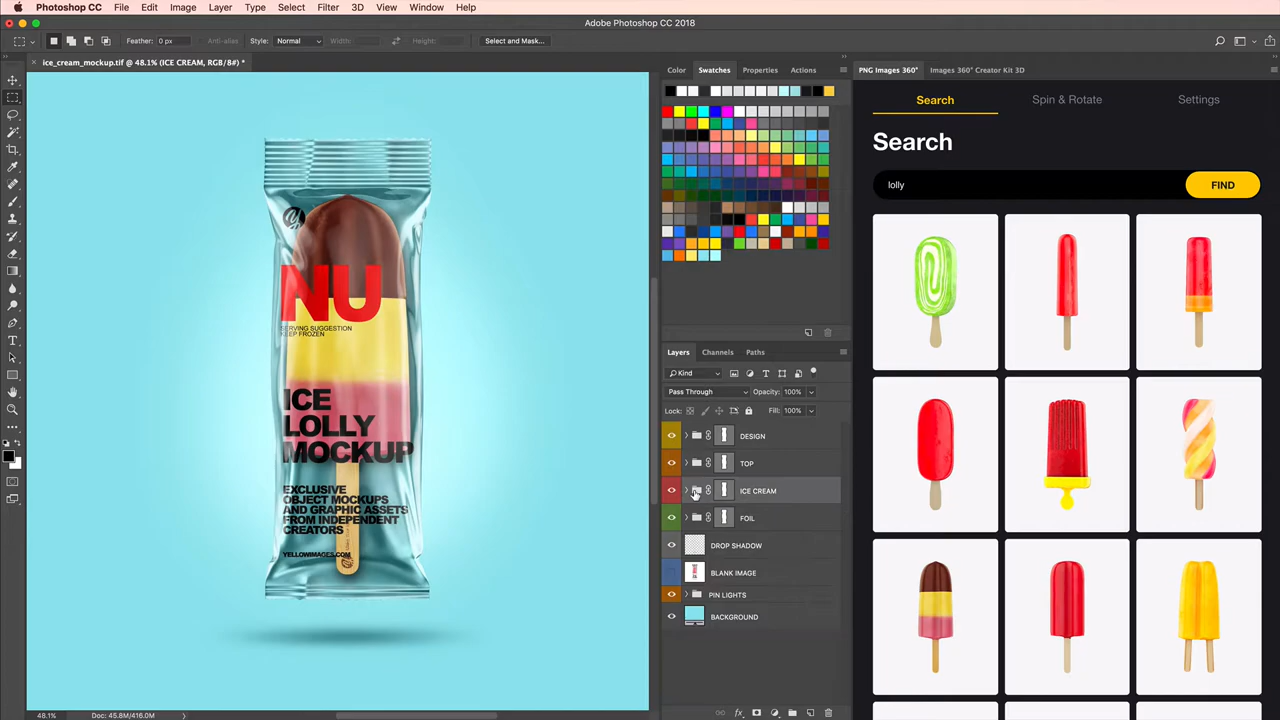 Photoshop CC File Edit Image Layer Type Select Filter 3D View Window Help
Adobe Photoshop CC 2018
Feather: 0 px Anti-alias Style: Normal Width: Height: Select and Mask...
ice_cream_mockup.tif @ 48.1% (ICE CREAM, RGB/8#) *
NU
SERVING SUGGESTION
KEEP FROZEN
ICE
LOLLY
MOCKUP
EXCLUSIVE
OBJECT MOCKUPS
AND GRAPHIC ASSETS
FROM INDEPENDENT
CREATORS
YELLOWIMAGES.COM
48.1% Doc: 45.8M/416.0M
Color Swatches Properties Actions
Layers Channels Paths
Kind
Pass Through Opacity: 100%
Lock: Fill: 100%
DESIGN
TOP
ICE CREAM
FOIL
DROP SHADOW
BLANK IMAGE
PIN LIGHTS
BACKGROUND
fx
PNG Images 360° Images 360° Creator Kit 3D
Search Spin & Rotate Settings
Search
lolly FIND